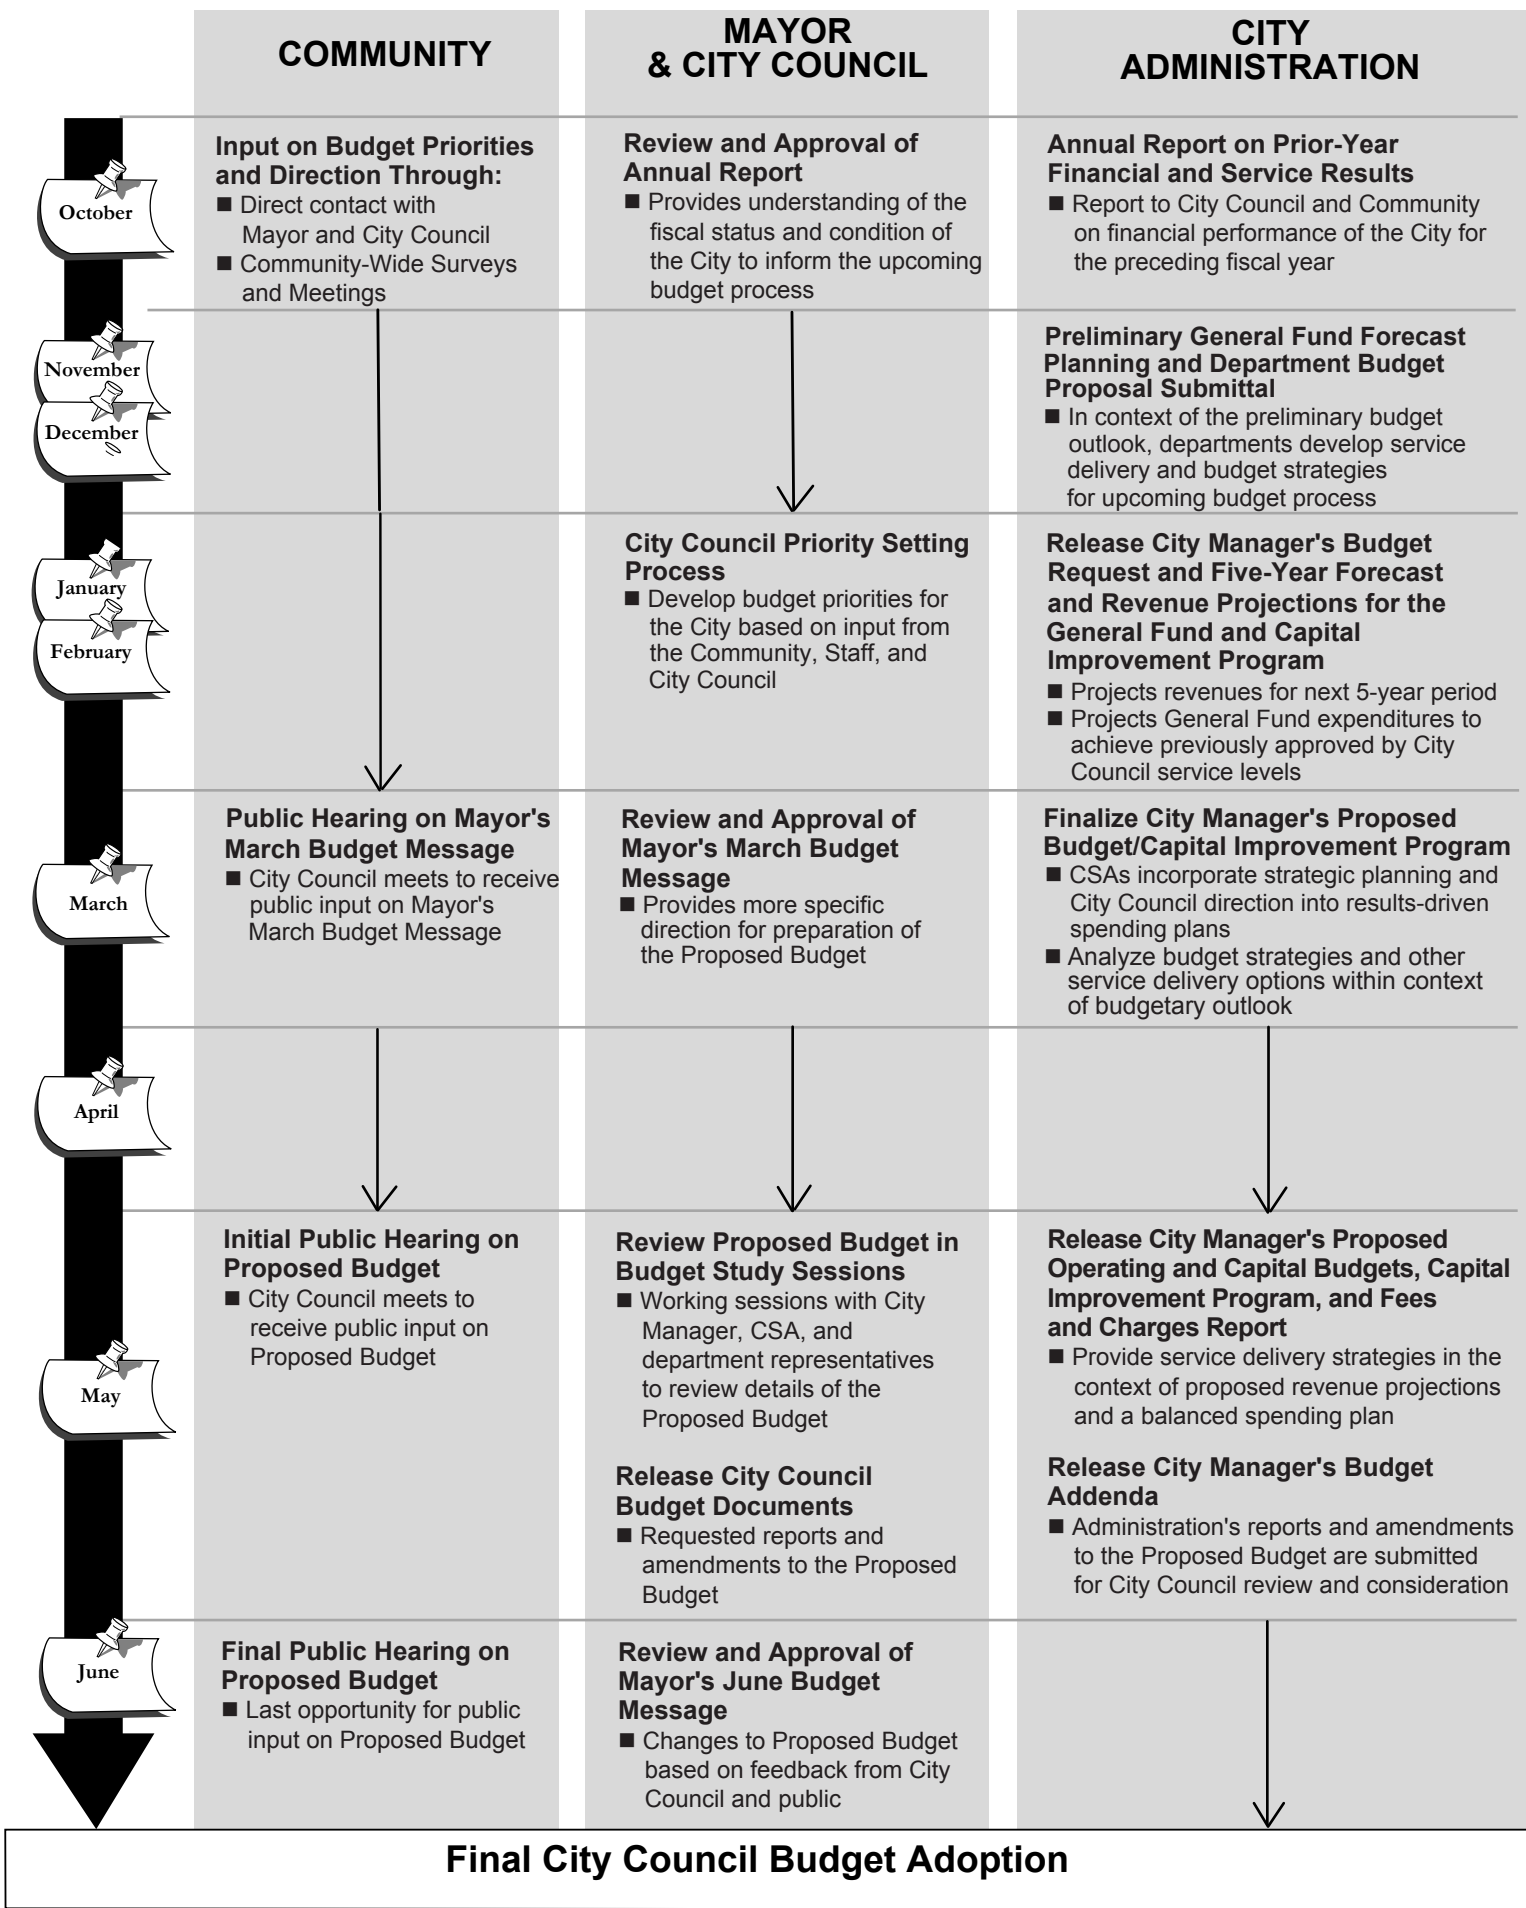 COMMUNITY
MAYOR
& CITY COUNCIL
CITY
ADMINISTRATION
October
Input on Budget Priorities
and Direction Through:
■ Direct contact with
Mayor and City Council
■ Community-Wide Surveys
and Meetings
Review and Approval of
Annual Report
■ Provides understanding of the
fiscal status and condition of
the City to inform the upcoming
budget process
Annual Report on Prior-Year
Financial and Service Results
■ Report to City Council and Community
on financial performance of the City for
the preceding fiscal year
November
December
Preliminary General Fund Forecast
Planning and Department Budget
Proposal Submittal
■ In context of the preliminary budget
outlook, departments develop service
delivery and budget strategies
for upcoming budget process
January
February
City Council Priority Setting
Process
■ Develop budget priorities for
the City based on input from
the Community, Staff, and
City Council
Release City Manager's Budget
Request and Five-Year Forecast
and Revenue Projections for the
General Fund and Capital
Improvement Program
■ Projects revenues for next 5-year period
■ Projects General Fund expenditures to
achieve previously approved by City
Council service levels
March
Public Hearing on Mayor's
March Budget Message
■ City Council meets to receive
public input on Mayor's
March Budget Message
Review and Approval of
Mayor's March Budget
Message
■ Provides more specific
direction for preparation of
the Proposed Budget
Finalize City Manager's Proposed
Budget/Capital Improvement Program
■ CSAs incorporate strategic planning and
City Council direction into results-driven
spending plans
■ Analyze budget strategies and other
service delivery options within context
of budgetary outlook
April
May
Initial Public Hearing on
Proposed Budget
■ City Council meets to
receive public input on
Proposed Budget
Review Proposed Budget in
Budget Study Sessions
■ Working sessions with City
Manager, CSA, and
department representatives
to review details of the
Proposed Budget
Release City Council
Budget Documents
■ Requested reports and
amendments to the Proposed
Budget
Release City Manager's Proposed
Operating and Capital Budgets, Capital
Improvement Program, and Fees
and Charges Report
■ Provide service delivery strategies in the
context of proposed revenue projections
and a balanced spending plan
Release City Manager's Budget
Addenda
■ Administration's reports and amendments
to the Proposed Budget are submitted
for City Council review and consideration
June
Final Public Hearing on
Proposed Budget
■ Last opportunity for public
input on Proposed Budget
Review and Approval of
Mayor's June Budget
Message
■ Changes to Proposed Budget
based on feedback from City
Council and public
Final City Council Budget Adoption